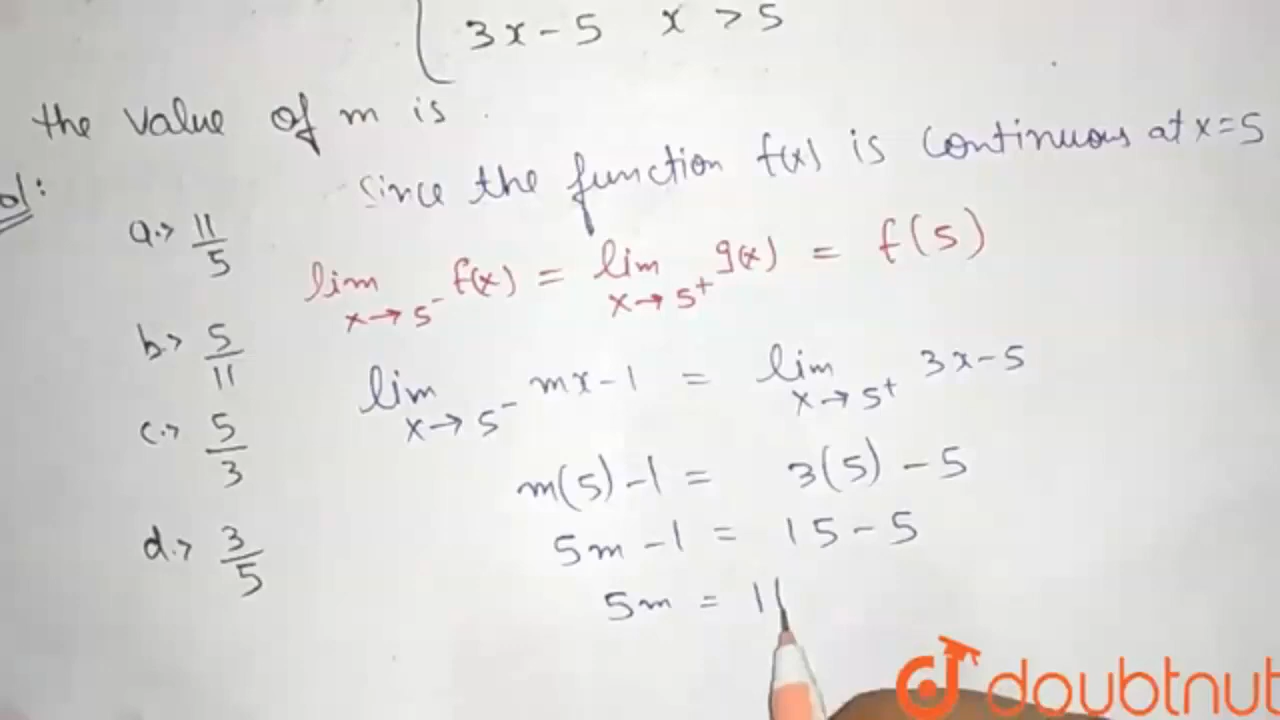 3x-5 x > 5
the value of m is .
Since the function f(x) is continuous at x=5
a.> 11/5
lim x→5⁻ f(x) = lim x→5⁺ g(x) = f(5)
b.> 5/11
lim x→5⁻ mx-1 = lim x→5⁺ 3x-5
c.> 5/3
m(5)-1 = 3(5)-5
d.> 3/5
5m-1 = 15-5
5m = 11
doubtnut